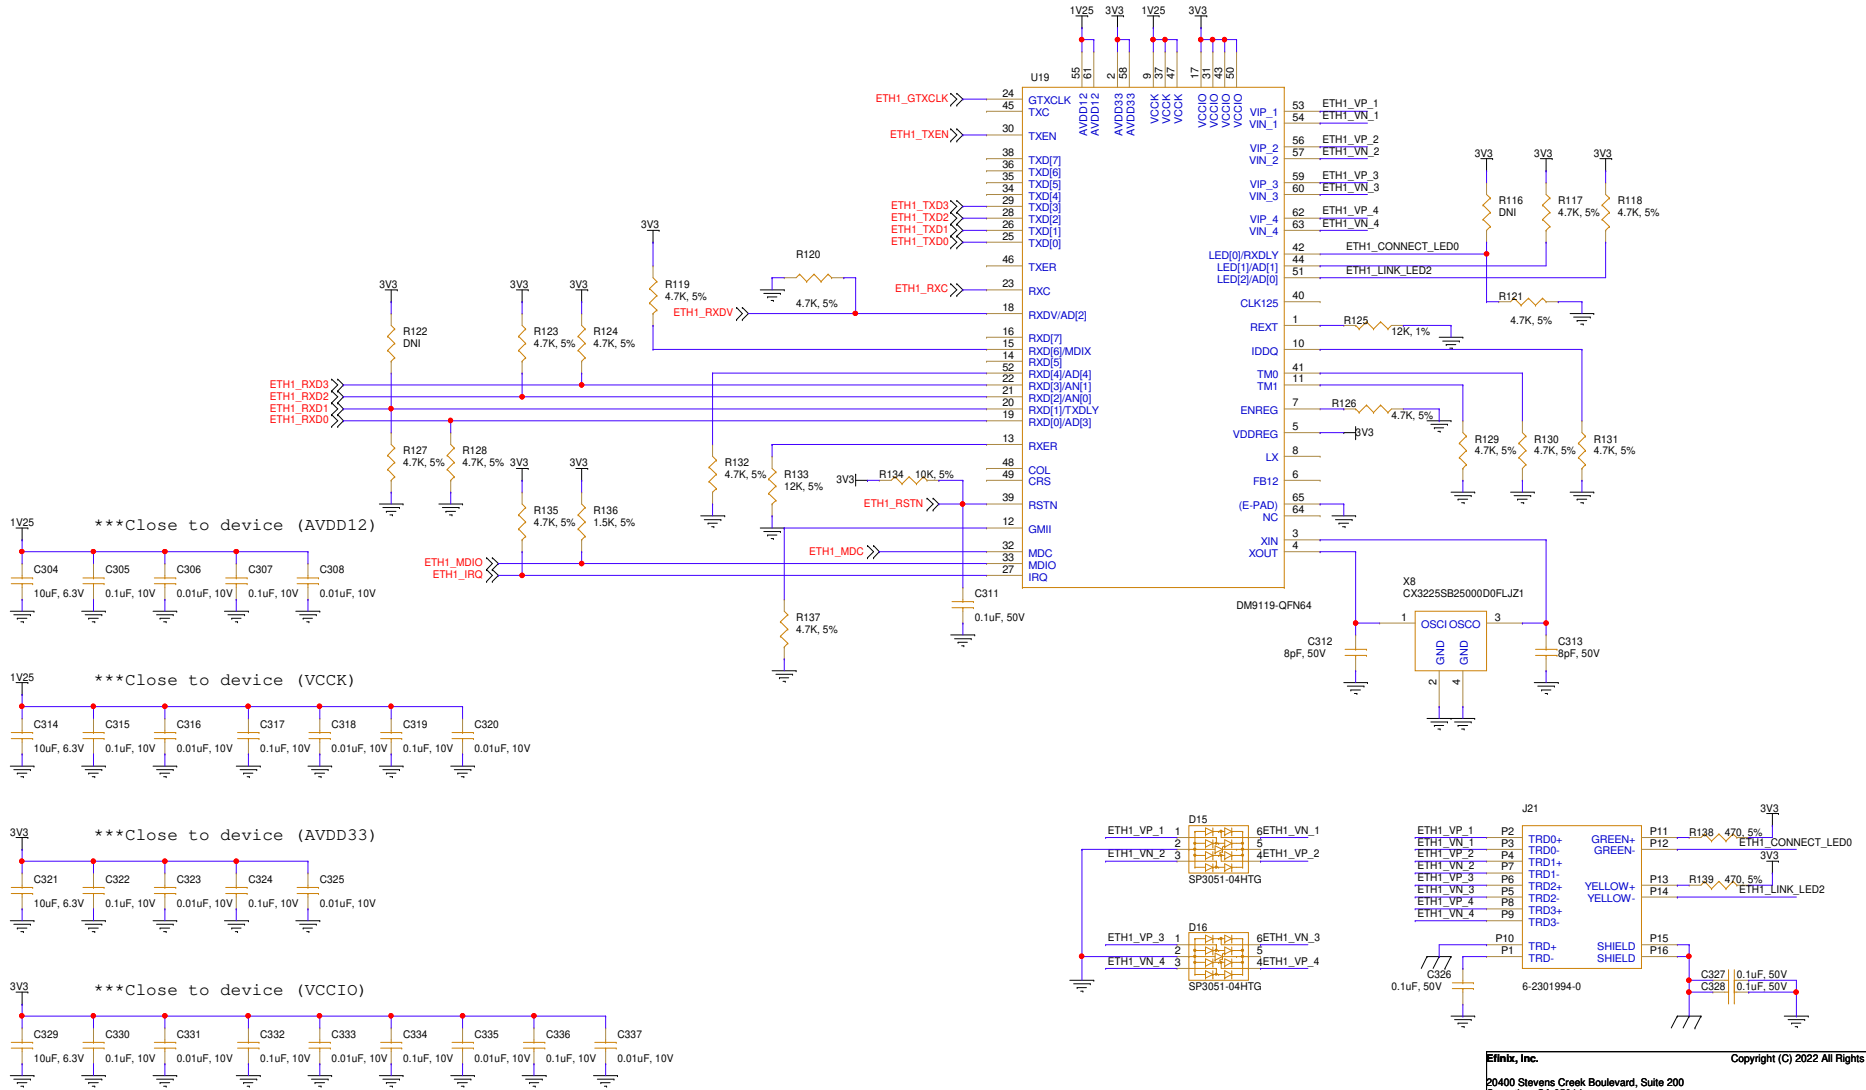 1V25
3V3
1V25
3V3
U19
55
61
2
58
9
37
47
17
31
43
50
AVDD12
AVDD12
AVDD33
AVDD33
VCCK
VCCK
VCCK
VCCIO
VCCIO
VCCIO
VCCIO
ETH1_GTXCLK
24
GTXCLK
45
TXC
ETH1_TXEN
30
TXEN
38
TXD[7]
36
TXD[6]
35
TXD[5]
34
TXD[4]
ETH1_TXD3
29
TXD[3]
ETH1_TXD2
28
TXD[2]
ETH1_TXD1
26
TXD[1]
ETH1_TXD0
25
TXD[0]
46
TXER
ETH1_RXC
23
RXC
ETH1_RXDV
18
RXDV/AD[2]
16
RXD[7]
15
RXD[6]/MDIX
14
RXD[5]
52
RXD[4]/AD[4]
ETH1_RXD3
22
RXD[3]/AN[1]
ETH1_RXD2
21
RXD[2]/AN[0]
ETH1_RXD1
20
RXD[1]/TXDLY
ETH1_RXD0
19
RXD[0]/AD[3]
13
RXER
48
COL
49
CRS
ETH1_RSTN
39
RSTN
12
GMII
ETH1_MDC
32
MDC
ETH1_MDIO
33
MDIO
ETH1_IRQ
27
IRQ
VIP_1
53
ETH1_VP_1
VIN_1
54
ETH1_VN_1
VIP_2
56
ETH1_VP_2
VIN_2
57
ETH1_VN_2
VIP_3
59
ETH1_VP_3
VIN_3
60
ETH1_VN_3
VIP_4
62
ETH1_VP_4
VIN_4
63
ETH1_VN_4
LED[0]/RXDLY
42
ETH1_CONNECT_LED0
LED[1]/AD[1]
44
LED[2]/AD[0]
51
ETH1_LINK_LED2
CLK125
40
REXT
1
IDDQ
10
TM0
41
TM1
11
ENREG
7
VDDREG
5
3V3
LX
8
FB12
6
(E-PAD)
65
NC
64
XIN
3
XOUT
4
DM9119-QFN64
3V3
R116
DNI
3V3
R117
4.7K, 5%
3V3
R118
4.7K, 5%
R121
4.7K, 5%
R125
12K, 1%
R126
4.7K, 5%
R129
4.7K, 5%
R130
4.7K, 5%
R131
4.7K, 5%
3V3
R119
4.7K, 5%
R120
4.7K, 5%
3V3
R122
DNI
3V3
R123
4.7K, 5%
3V3
R124
4.7K, 5%
R127
4.7K, 5%
R128
4.7K, 5%
3V3
R135
4.7K, 5%
3V3
R136
1.5K, 5%
R132
4.7K, 5%
R133
12K, 5%
3V3
R134
10K, 5%
R137
4.7K, 5%
C311
0.1uF, 50V
X8
CX3225SB25000D0FLJZ1
1
OSCI
OSCO
3
GND
GND
2
4
C312
8pF, 50V
C313
8pF, 50V
1V25
***Close to device (AVDD12)
C304
10uF, 6.3V
C305
0.1uF, 10V
C306
0.01uF, 10V
C307
0.1uF, 10V
C308
0.01uF, 10V
1V25
***Close to device (VCCK)
C314
10uF, 6.3V
C315
0.1uF, 10V
C316
0.01uF, 10V
C317
0.1uF, 10V
C318
0.01uF, 10V
C319
0.1uF, 10V
C320
0.01uF, 10V
3V3
***Close to device (AVDD33)
C321
10uF, 6.3V
C322
0.1uF, 10V
C323
0.01uF, 10V
C324
0.1uF, 10V
C325
0.01uF, 10V
3V3
***Close to device (VCCIO)
C329
10uF, 6.3V
C330
0.1uF, 10V
C331
0.01uF, 10V
C332
0.1uF, 10V
C333
0.01uF, 10V
C334
0.1uF, 10V
C335
0.01uF, 10V
C336
0.1uF, 10V
C337
0.01uF, 10V
D15
ETH1_VP_1
1
6
ETH1_VN_1
2
5
ETH1_VN_2
3
4
ETH1_VP_2
SP3051-04HTG
D16
ETH1_VP_3
1
6
ETH1_VN_3
2
5
ETH1_VN_4
3
4
ETH1_VP_4
SP3051-04HTG
J21
ETH1_VP_1
P2
TRD0+
ETH1_VN_1
P3
TRD0-
ETH1_VP_2
P4
TRD1+
ETH1_VN_2
P7
TRD1-
ETH1_VP_3
P6
TRD2+
ETH1_VN_3
P5
TRD2-
ETH1_VP_4
P8
TRD3+
ETH1_VN_4
P9
TRD3-
P10
TRD+
P1
TRD-
GREEN+
P11
R138
470, 5%
3V3
GREEN-
P12
ETH1_CONNECT_LED0
YELLOW+
P13
R139
470, 5%
3V3
YELLOW-
P14
ETH1_LINK_LED2
SHIELD
P15
SHIELD
P16
6-2301994-0
C326
0.1uF, 50V
C327
0.1uF, 50V
C328
0.1uF, 50V
Efinix, Inc.
Copyright (C) 2022 All Rights
20400 Stevens Creek Boulevard, Suite 200